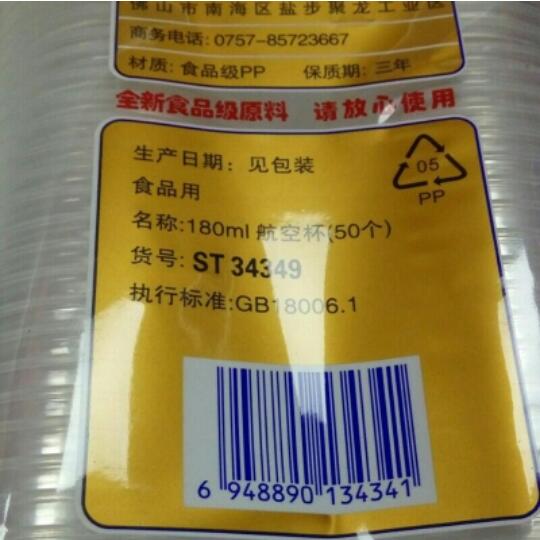 佛山市南海区盐步聚龙工业区
商务电话: 0757-85723667
材质: 食品级PP 保质期: 三年
全新食品级原料 请放心使用
生产日期: 见包装
食品用
05
PP
名称:180ml 航空杯(50个)
货号: ST 34349
执行标准:GB18006.1
6 948890 134341